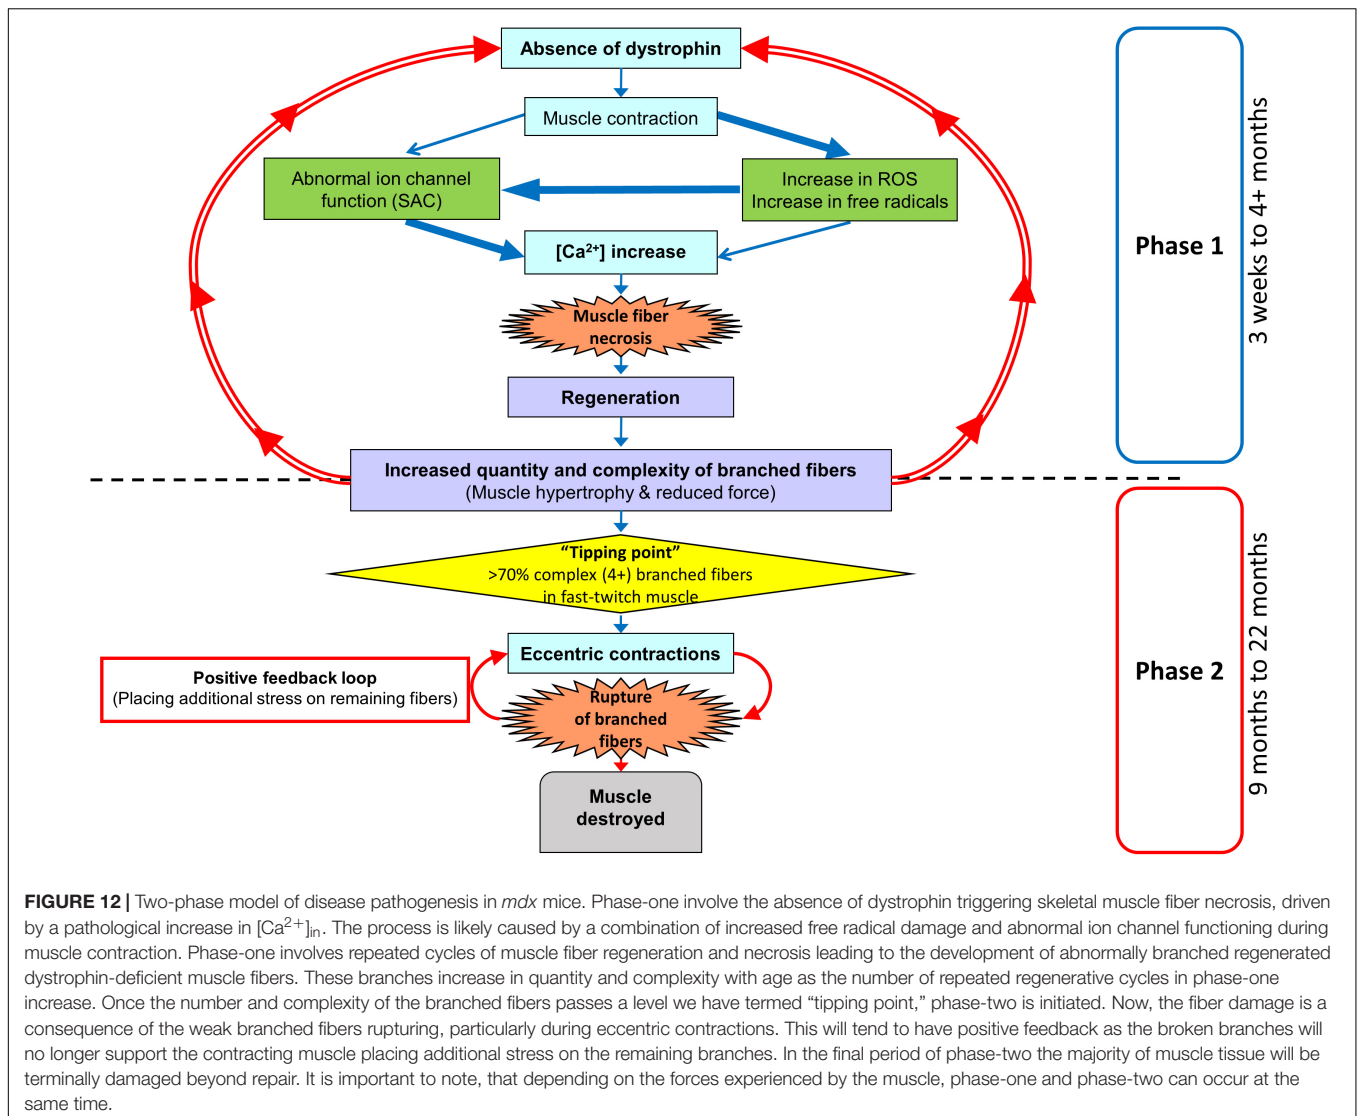 Absence of dystrophin
Muscle contraction
Abnormal ion channel
function (SAC)
Increase in ROS
Increase in free radicals
[Ca²⁺] increase
Muscle fiber
necrosis
Regeneration
Increased quantity and complexity of branched fibers
(Muscle hypertrophy & reduced force)
Phase 1
3 weeks to 4+ months
“Tipping point”
>70% complex (4+) branched fibers
in fast-twitch muscle
Eccentric contractions
Positive feedback loop
(Placing additional stress on remaining fibers)
Rupture
of branched
fibers
Muscle
destroyed
Phase 2
9 months to 22 months
FIGURE 12 | Two-phase model of disease pathogenesis in mdx mice. Phase-one involve the absence of dystrophin triggering skeletal muscle fiber necrosis, driven
by a pathological increase in [Ca²⁺]in. The process is likely caused by a combination of increased free radical damage and abnormal ion channel functioning during
muscle contraction. Phase-one involves repeated cycles of muscle fiber regeneration and necrosis leading to the development of abnormally branched regenerated
dystrophin-deficient muscle fibers. These branches increase in quantity and complexity with age as the number of repeated regenerative cycles in phase-one
increase. Once the number and complexity of the branched fibers passes a level we have termed “tipping point,” phase-two is initiated. Now, the fiber damage is a
consequence of the weak branched fibers rupturing, particularly during eccentric contractions. This will tend to have positive feedback as the broken branches will
no longer support the contracting muscle placing additional stress on the remaining branches. In the final period of phase-two the majority of muscle tissue will be
terminally damaged beyond repair. It is important to note, that depending on the forces experienced by the muscle, phase-one and phase-two can occur at the
same time.